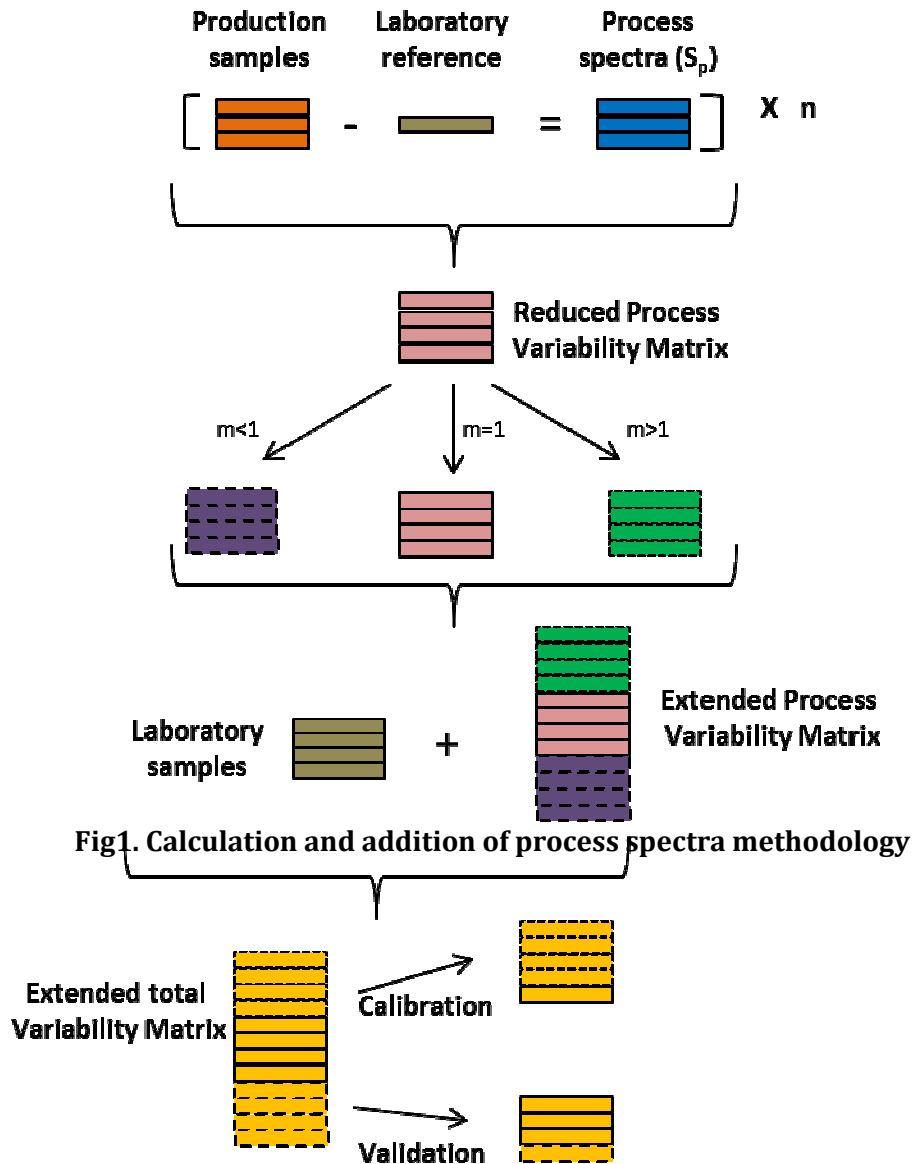 Production
samples
Laboratory
reference
Process
spectra (Sp)
[ - = ] X n
Reduced Process
Variability Matrix
m<1
m=1
m>1
Laboratory
samples
+
Extended Process
Variability Matrix
Fig1. Calculation and addition of process spectra methodology
Extended total
Variability Matrix
Calibration
Validation